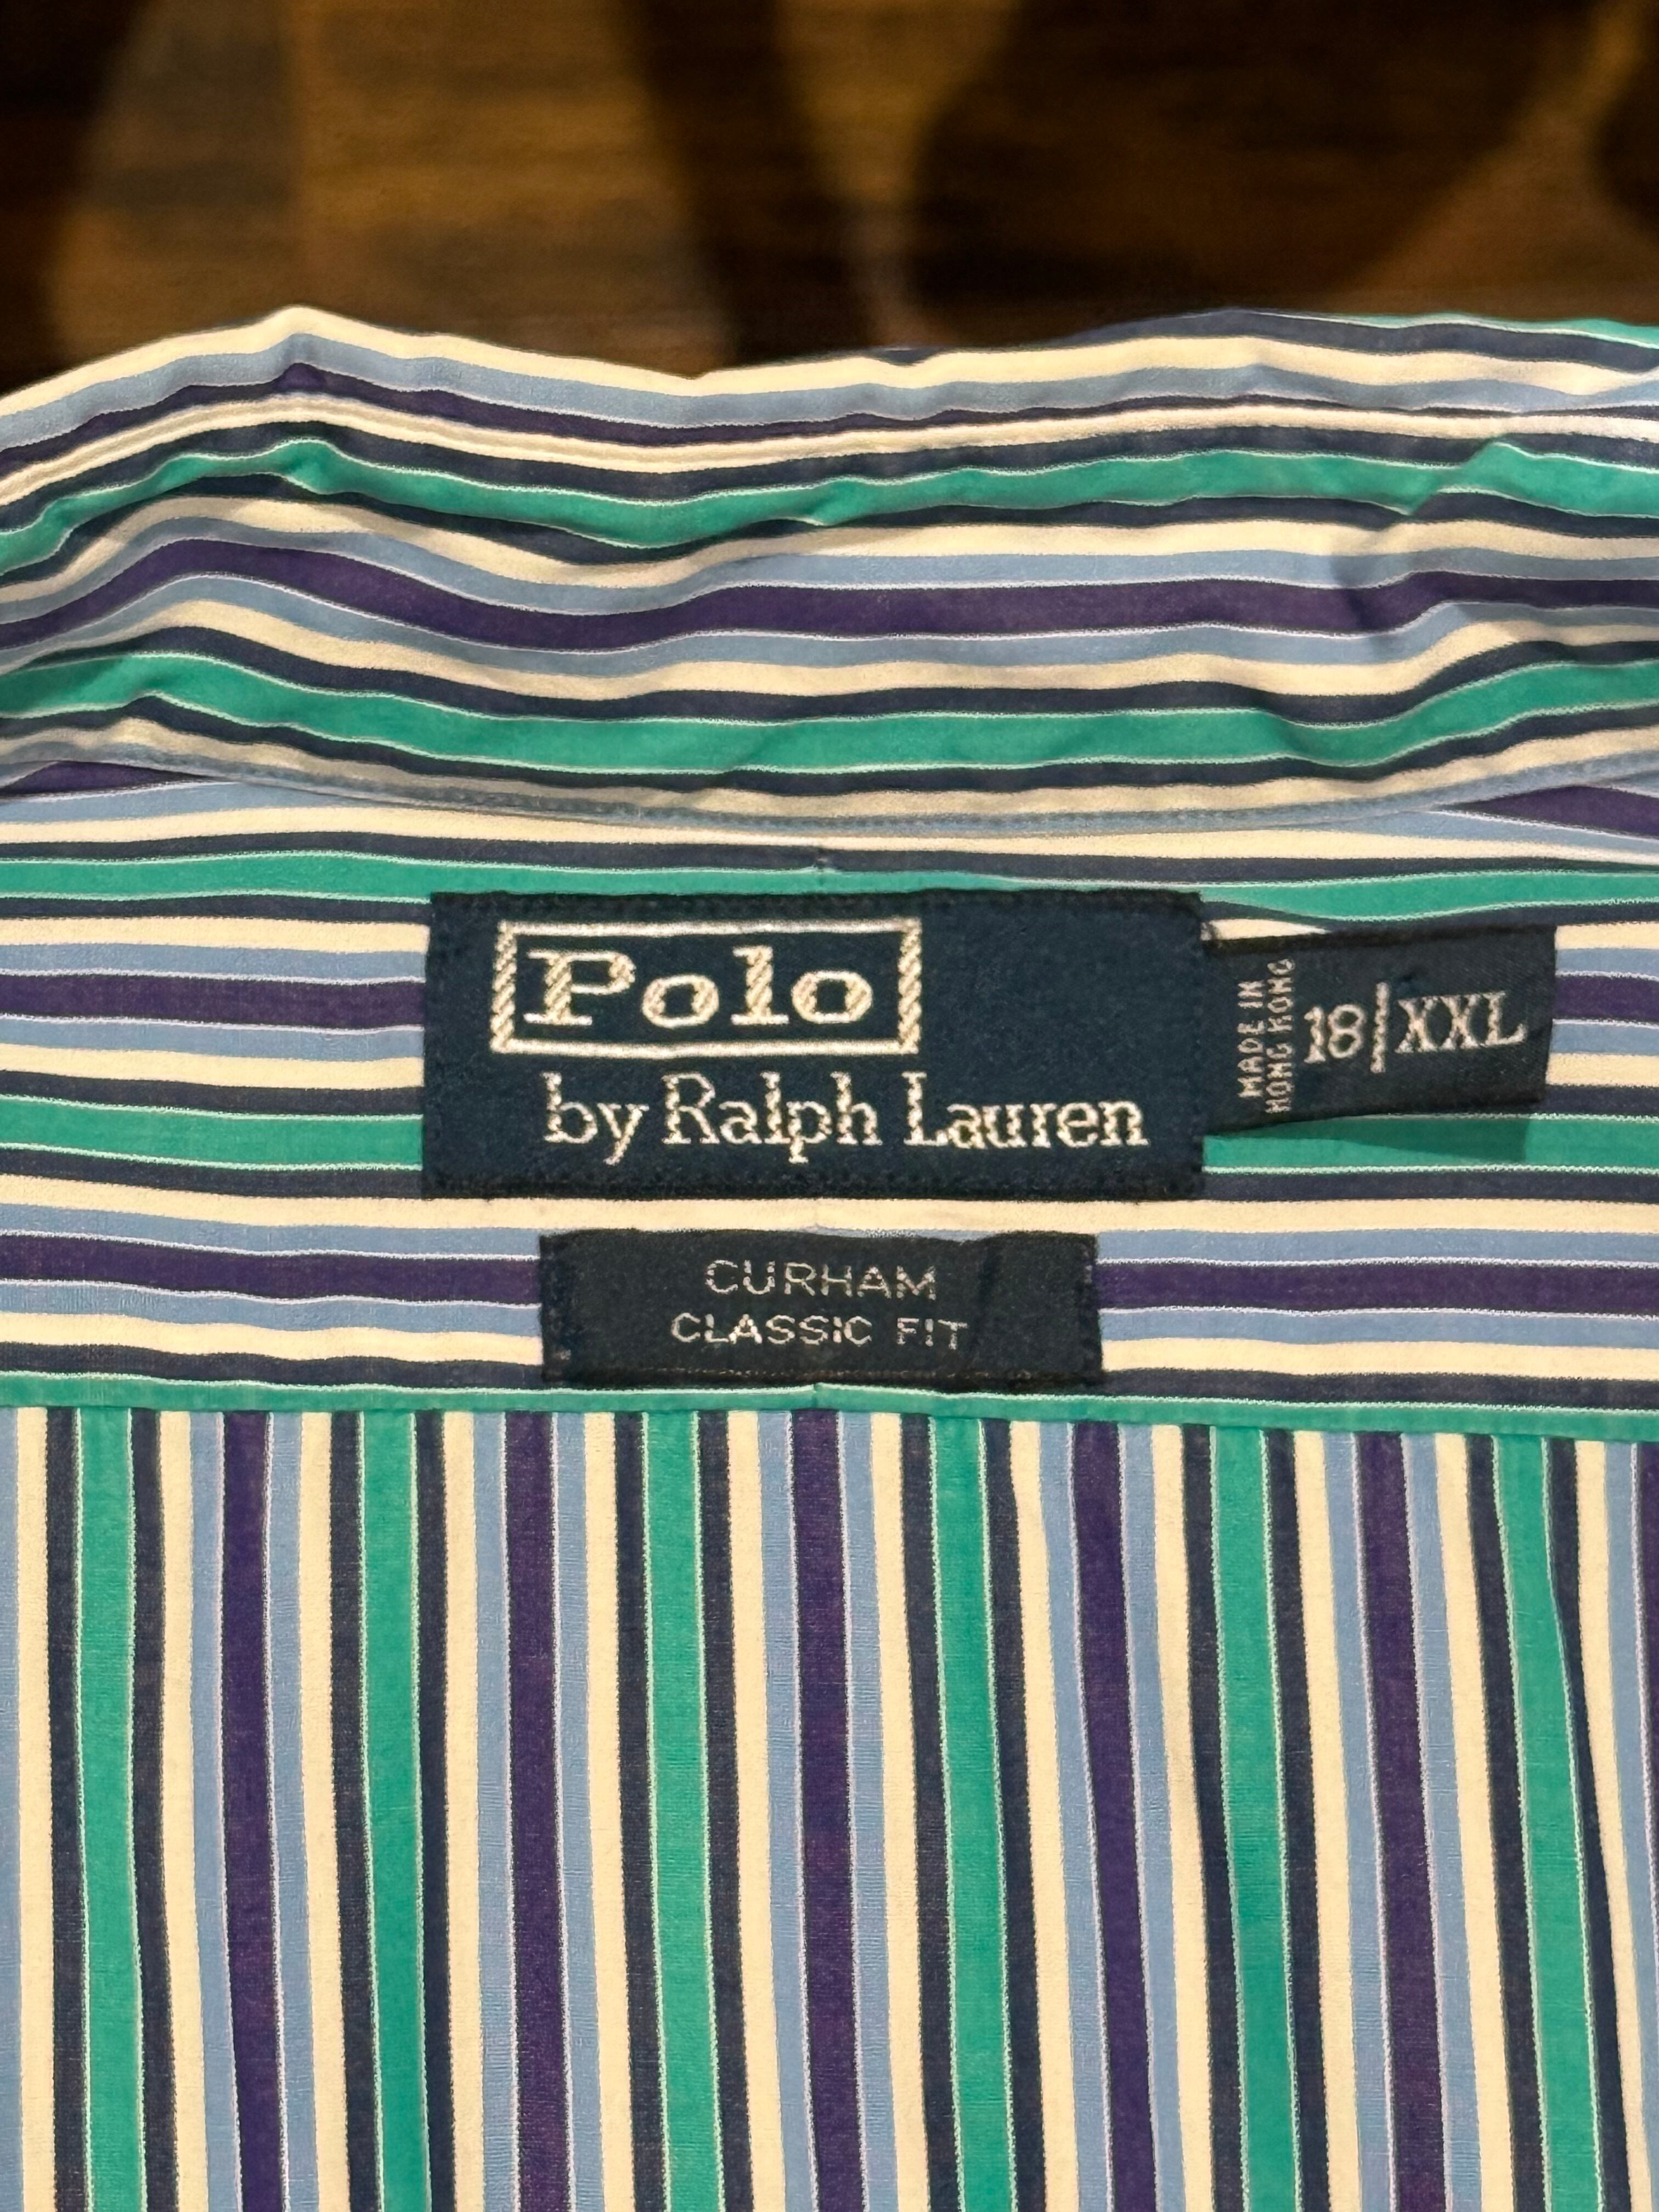 Polo
by Ralph Lauren
MADE IN
HONG KONG
18/XXL
CURHAM
CLASSIC FIT